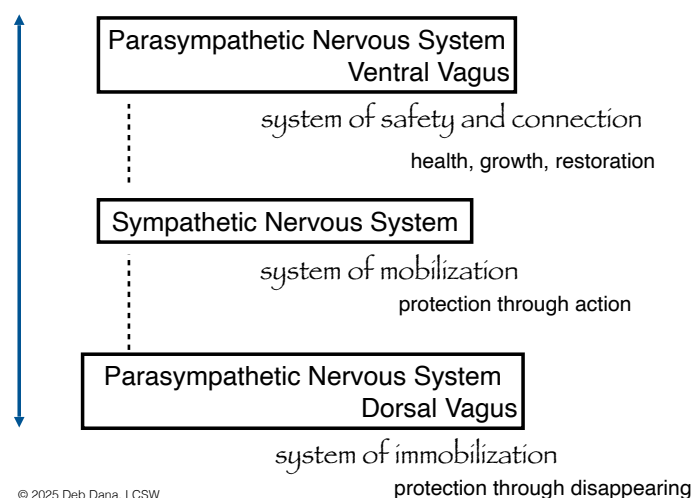 Parasympathetic Nervous System
Ventral Vagus
system of safety and connection
health, growth, restoration
Sympathetic Nervous System
system of mobilization
protection through action
Parasympathetic Nervous System
Dorsal Vagus
system of immobilization
protection through disappearing
© 2025 Deb Dana, LCSW